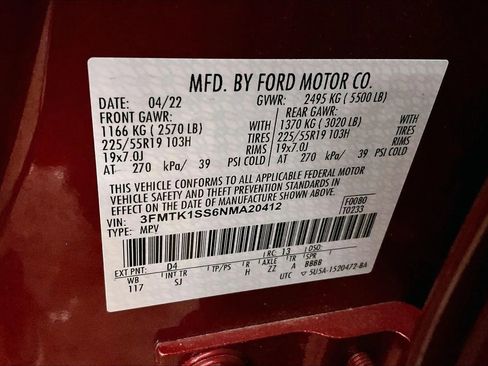 MFD. BY FORD MOTOR CO.
DATE: 04/22 GVWR: 2495 KG ( 5500 LB)
FRONT GAWR: REAR GAWR:
1166 KG ( 2570 LB) WITH 1370 KG ( 3020 LB) WITH
225/55R19 103H TIRES 225/55R19 103H TIRES
19x7.0J RIMS 19x7.0J RIMS
AT 270 kPa/ 39 PSI COLD AT 270 kPa/ 39 PSI COLD
THIS VEHICLE CONFORMS TO ALL APPLICABLE FEDERAL MOTOR
VEHICLE SAFETY AND THEFT PREVENTION STANDARDS IN
EFFECT ON THE DATE OF MANUFACTURE SHOWN ABOVE.
VIN: 3FMTK1SS6NMA20412 F0080
TYPE: MPV T0233
EXT PNT: D4 RC: 13 DSO:
WB INT TR TP/PS R AXLE TR A
117 SJ H ZZ A BBBB
UTC 5U5A-1520472-BA